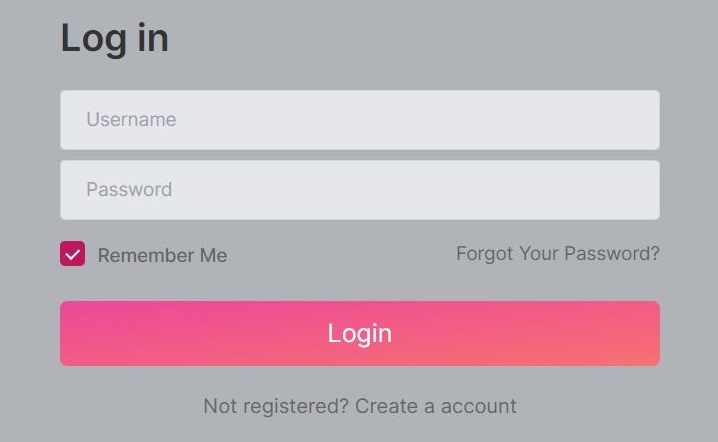 Log in
Username
Password
Remember Me Forgot Your Password?
Login
Not registered? Create a account